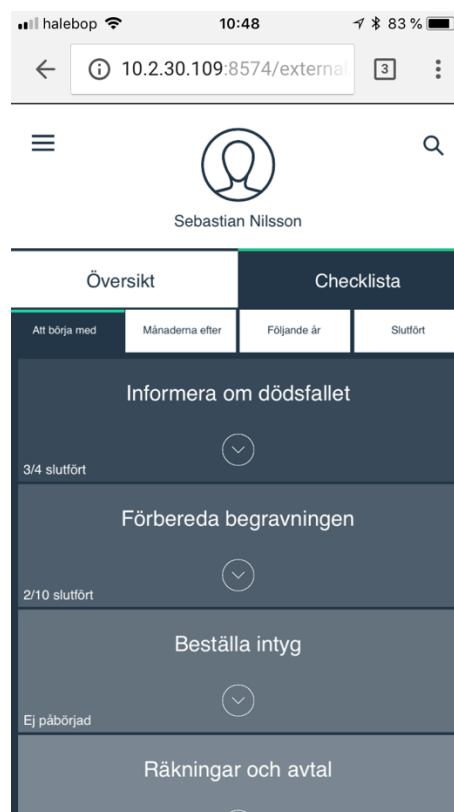 halebop 10:48 83 %
10.2.30.109:8574/external 3
Sebastian Nilsson
Översikt Checklista
Att börja med Månaderna efter Följande år Slutfört
Informera om dödsfallet
3/4 slutfört
Förbereda begravningen
2/10 slutfört
Beställa intyg
Ej påbörjad
Räkningar och avtal